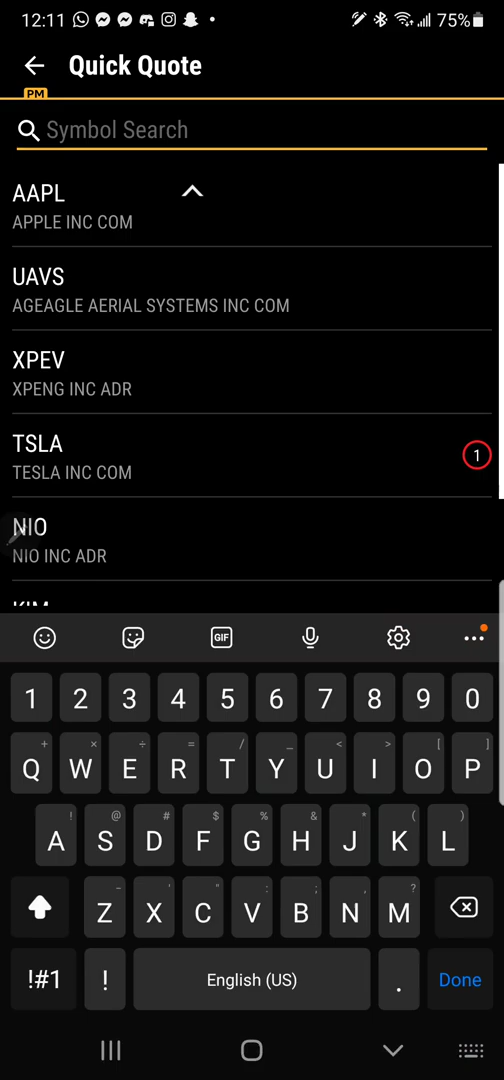 12:11 75%
Quick Quote
PM
Symbol Search
AAPL
APPLE INC COM
UAVS
AGEAGLE AERIAL SYSTEMS INC COM
XPEV
XPENG INC ADR
TSLA
TESLA INC COM
1
NIO
NIO INC ADR
KIM
GIF
1 2 3 4 5 6 7 8 9 0
+ × ÷ = / _ < > [ ]
Q W E R T Y U I O P
! @ # $ % & * ( )
A S D F G H J K L
- ' " : ; , ?
Z X C V B N M
!#1 ! English (US) . Done